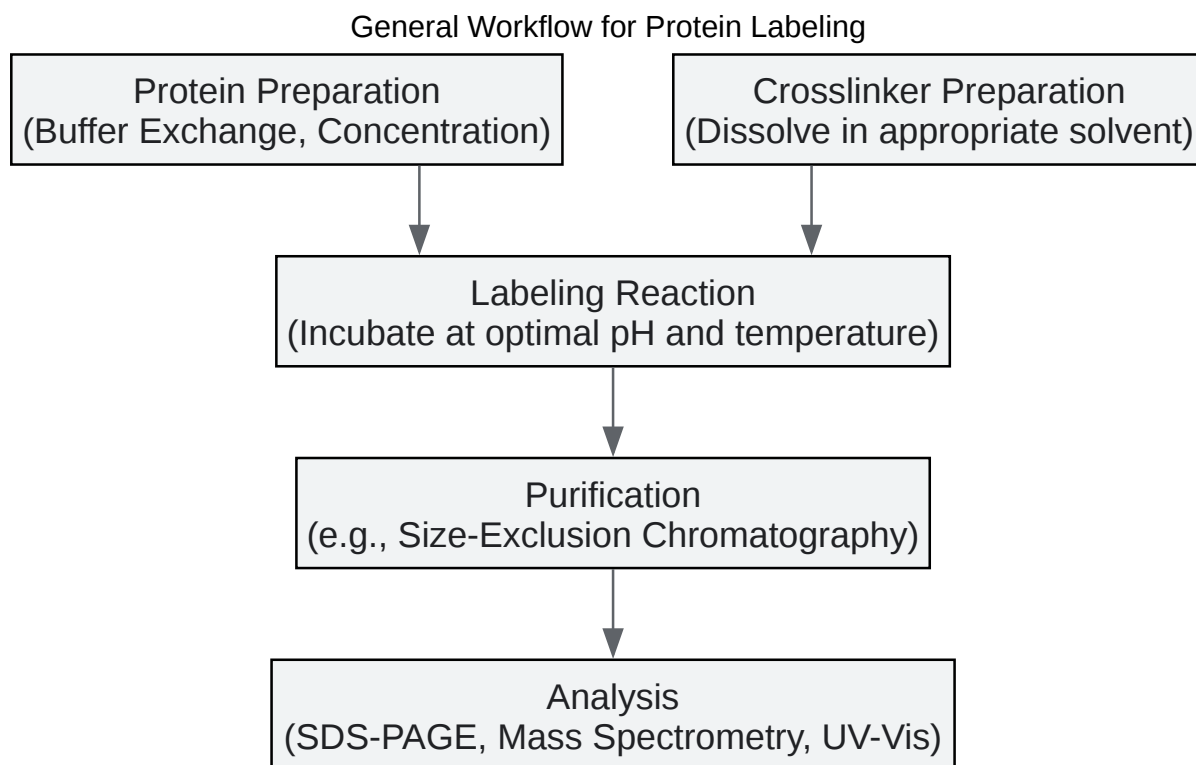 General Workflow for Protein Labeling
Protein Preparation
(Buffer Exchange, Concentration)
Crosslinker Preparation
(Dissolve in appropriate solvent)
Labeling Reaction
(Incubate at optimal pH and temperature)
Purification
(e.g., Size-Exclusion Chromatography)
Analysis
(SDS-PAGE, Mass Spectrometry, UV-Vis)